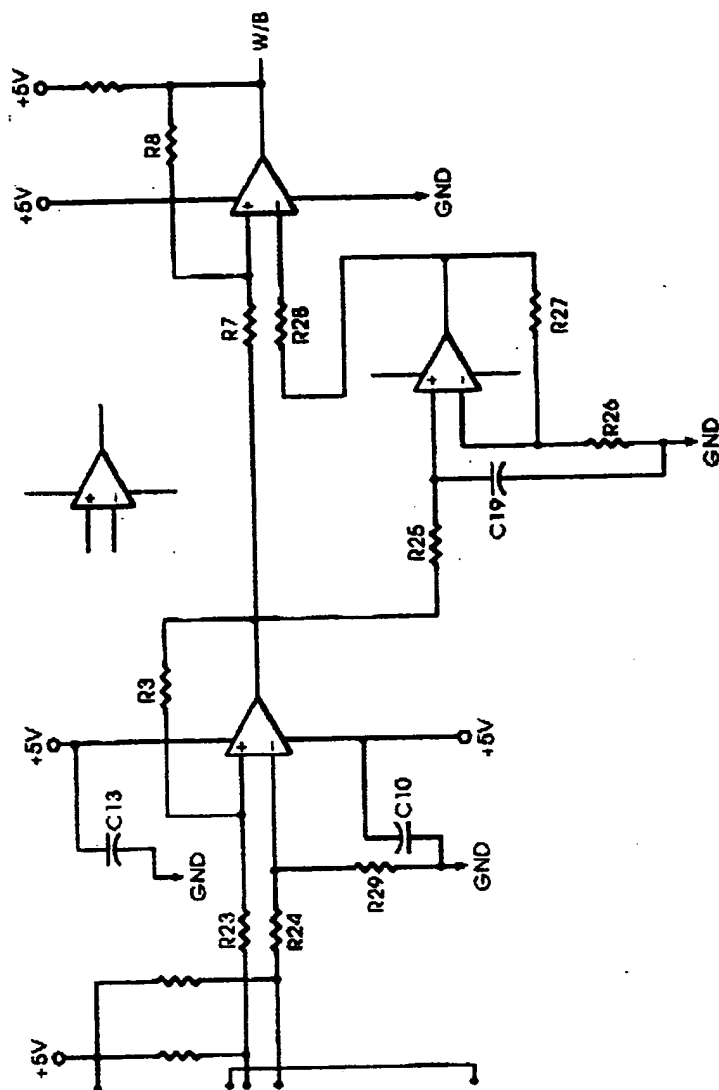 +5V
W/B
R8
+5V
GND
R7
R28
R27
+
-
+
-
R26
GND
C19
R25
+
-
R3
+5V
+
-
+5V
C13
GND
C10
R29
GND
R23
R24
+5V